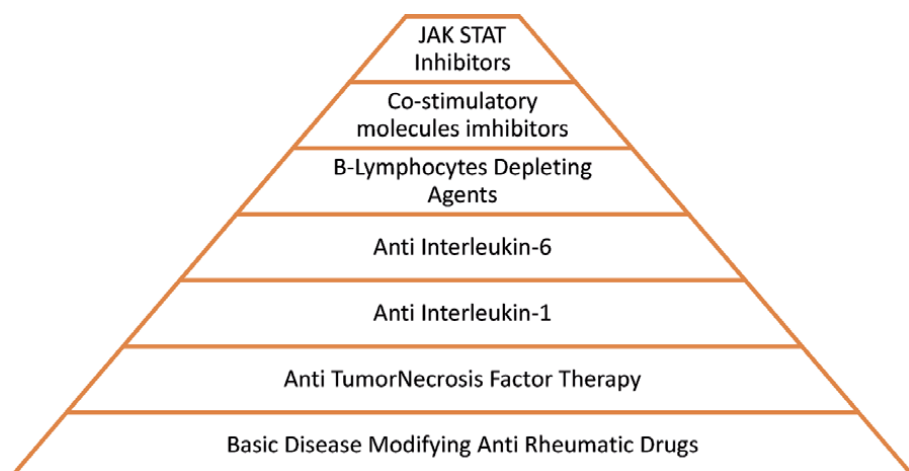 JAK STAT
Inhibitors
Co-stimulatory
molecules imhibitors
B-Lymphocytes Depleting
Agents
Anti Interleukin-6
Anti Interleukin-1
Anti TumorNecrosis Factor Therapy
Basic Disease Modifying Anti Rheumatic Drugs